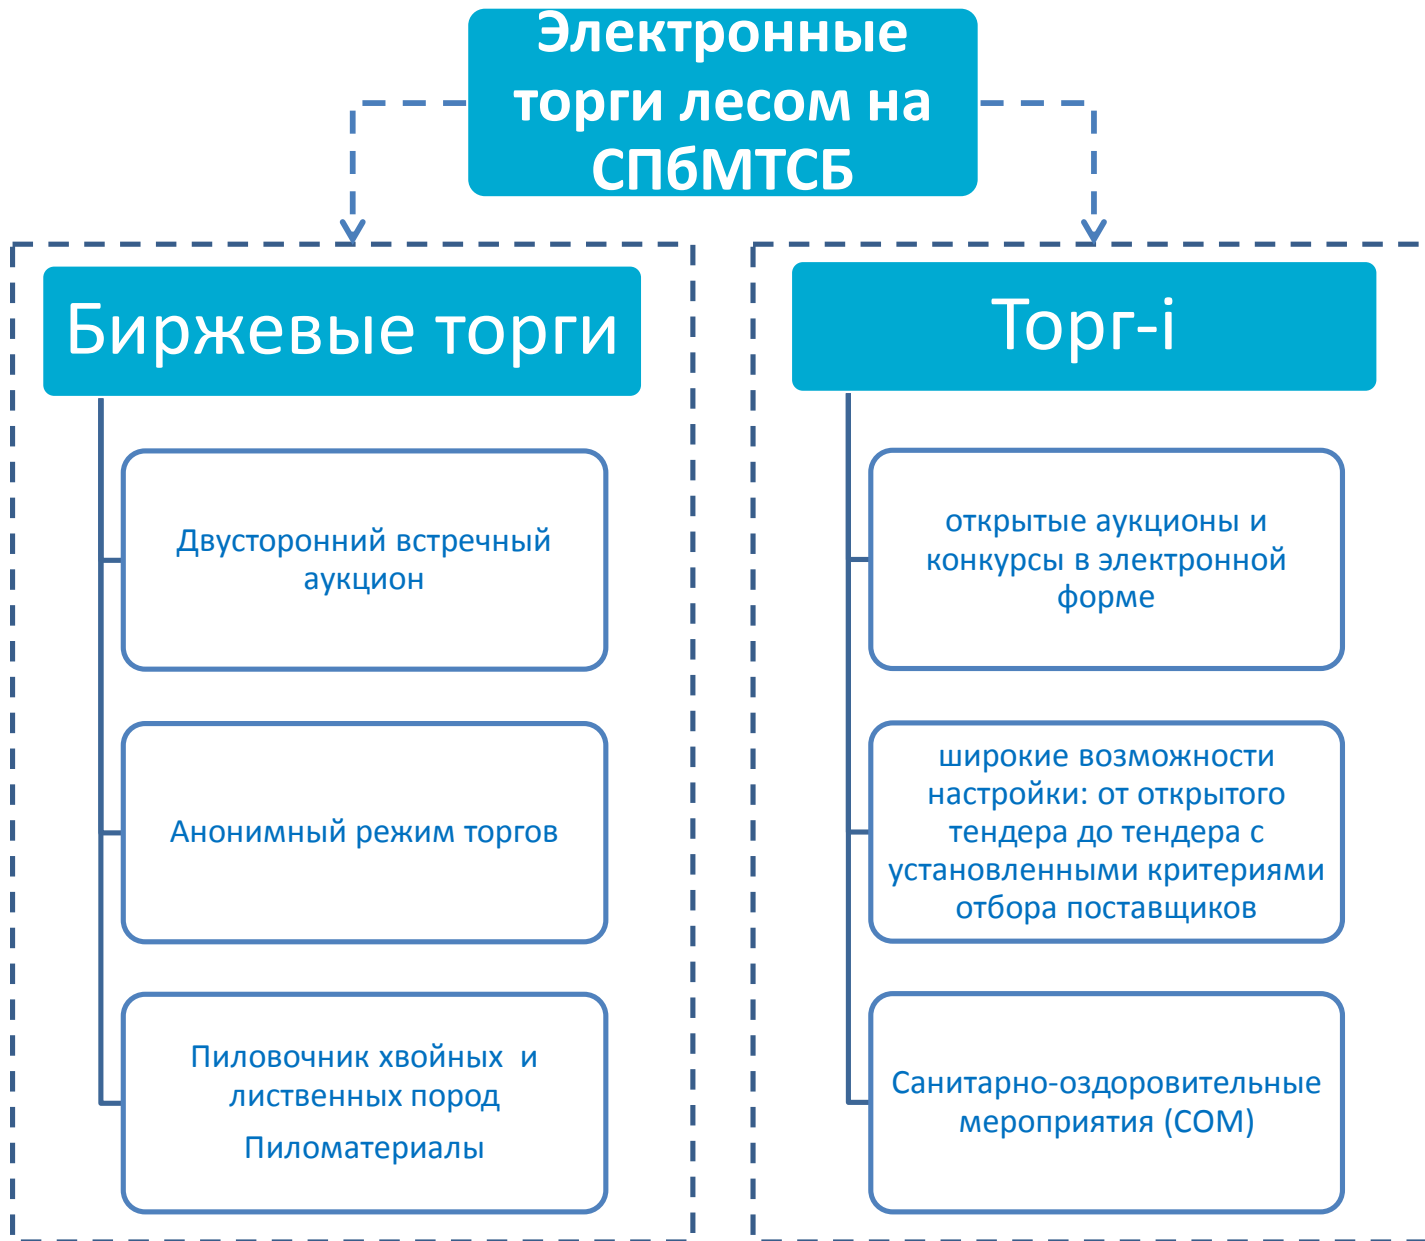 Электронные
торги лесом на
СПбМТСБ
Биржевые торги
Двусторонний встречный
аукцион
Анонимный режим торгов
Пиловочник хвойных и
лиственных пород
Пиломатериалы
Торг-i
открытые аукционы и
конкурсы в электронной
форме
широкие возможности
настройки: от открытого
тендера до тендера с
установленными критериями
отбора поставщиков
Санитарно-оздоровительные
мероприятия (СОМ)